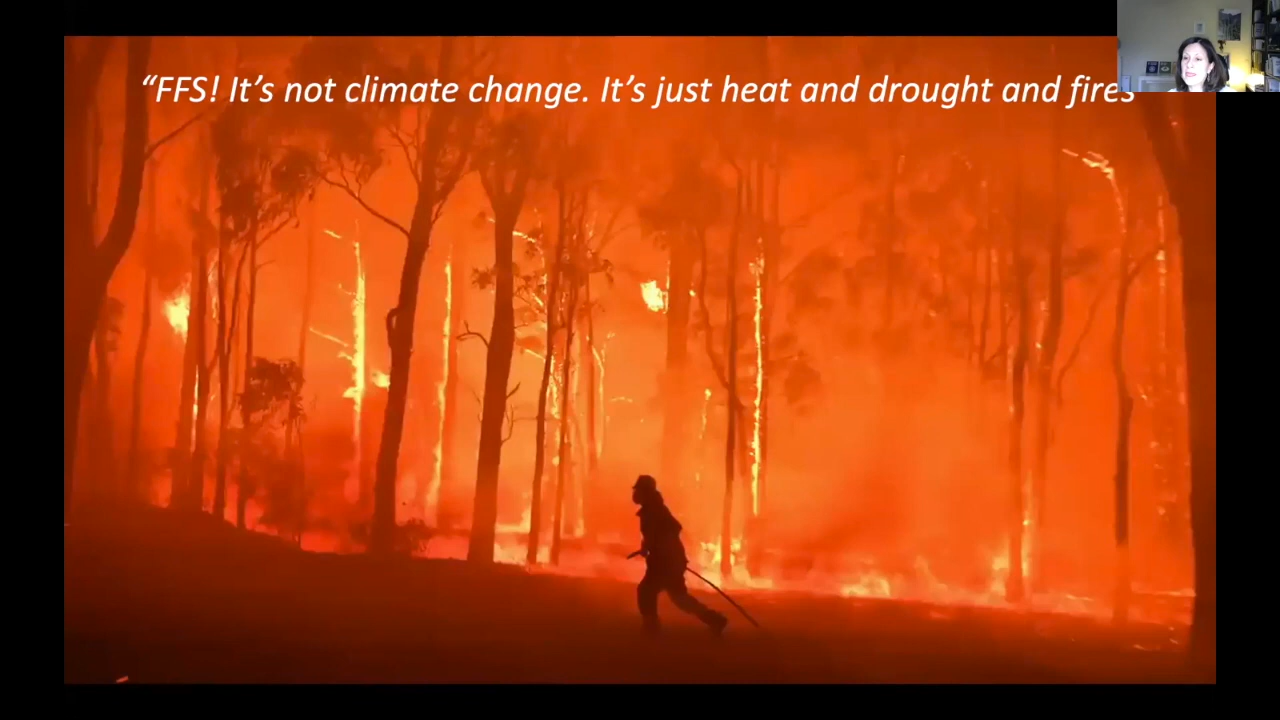 “FFS! It’s not climate change. It’s just heat and drought and fires